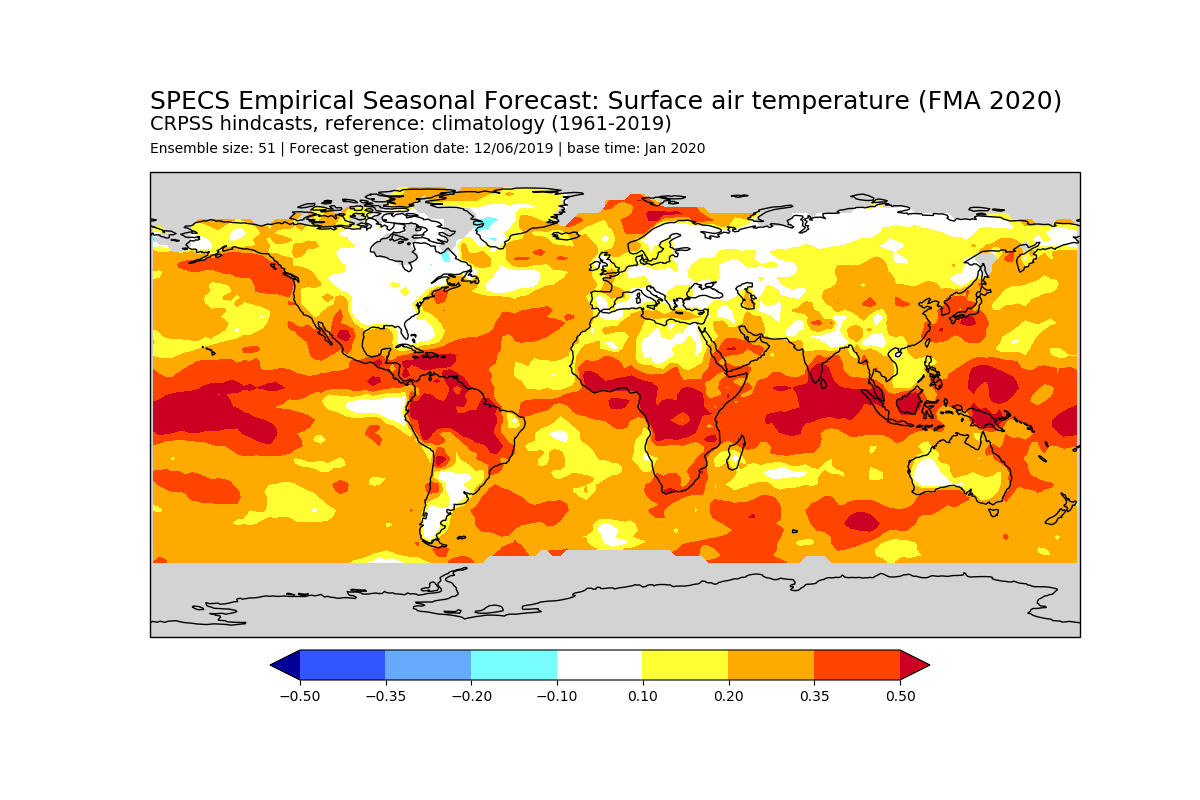 SPECS Empirical Seasonal Forecast: Surface air temperature (FMA 2020)
CRPSS hindcasts, reference: climatology (1961-2019)
Ensemble size: 51 | Forecast generation date: 12/06/2019 | base time: Jan 2020
−0.50 −0.35 −0.20 −0.10 0.10 0.20 0.35 0.50